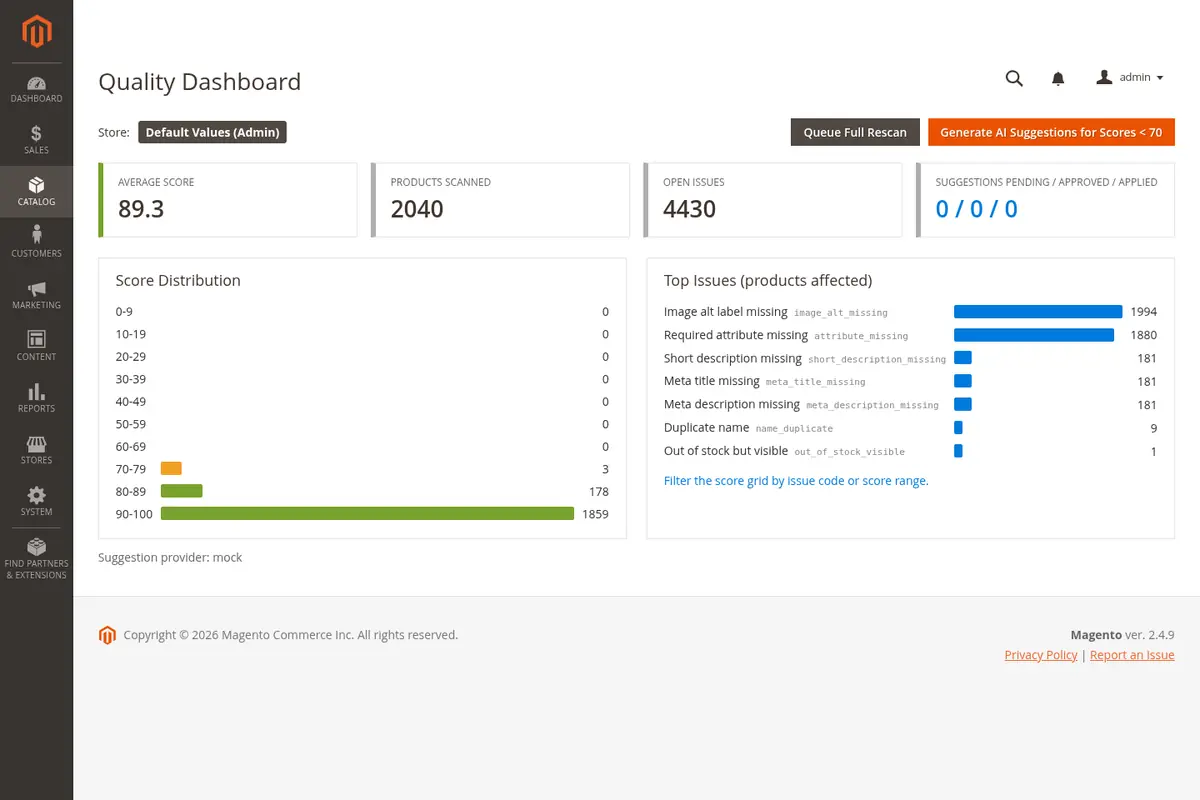 DASHBOARD
SALES
CATALOG
CUSTOMERS
MARKETING
CONTENT
REPORTS
STORES
SYSTEM
FIND PARTNERS
& EXTENSIONS
Quality Dashboard
admin
Store: Default Values (Admin)
Queue Full Rescan
Generate AI Suggestions for Scores < 70
AVERAGE SCORE
89.3
PRODUCTS SCANNED
2040
OPEN ISSUES
4430
SUGGESTIONS PENDING / APPROVED / APPLIED
0 / 0 / 0
Score Distribution
0-9 0
10-19 0
20-29 0
30-39 0
40-49 0
50-59 0
60-69 0
70-79 3
80-89 178
90-100 1859
Top Issues (products affected)
Image alt label missing image_alt_missing 1994
Required attribute missing attribute_missing 1880
Short description missing short_description_missing 181
Meta title missing meta_title_missing 181
Meta description missing meta_description_missing 181
Duplicate name name_duplicate 9
Out of stock but visible out_of_stock_visible 1
Filter the score grid by issue code or score range.
Suggestion provider: mock
Copyright © 2026 Magento Commerce Inc. All rights reserved.
Magento ver. 2.4.9
Privacy Policy | Report an Issue